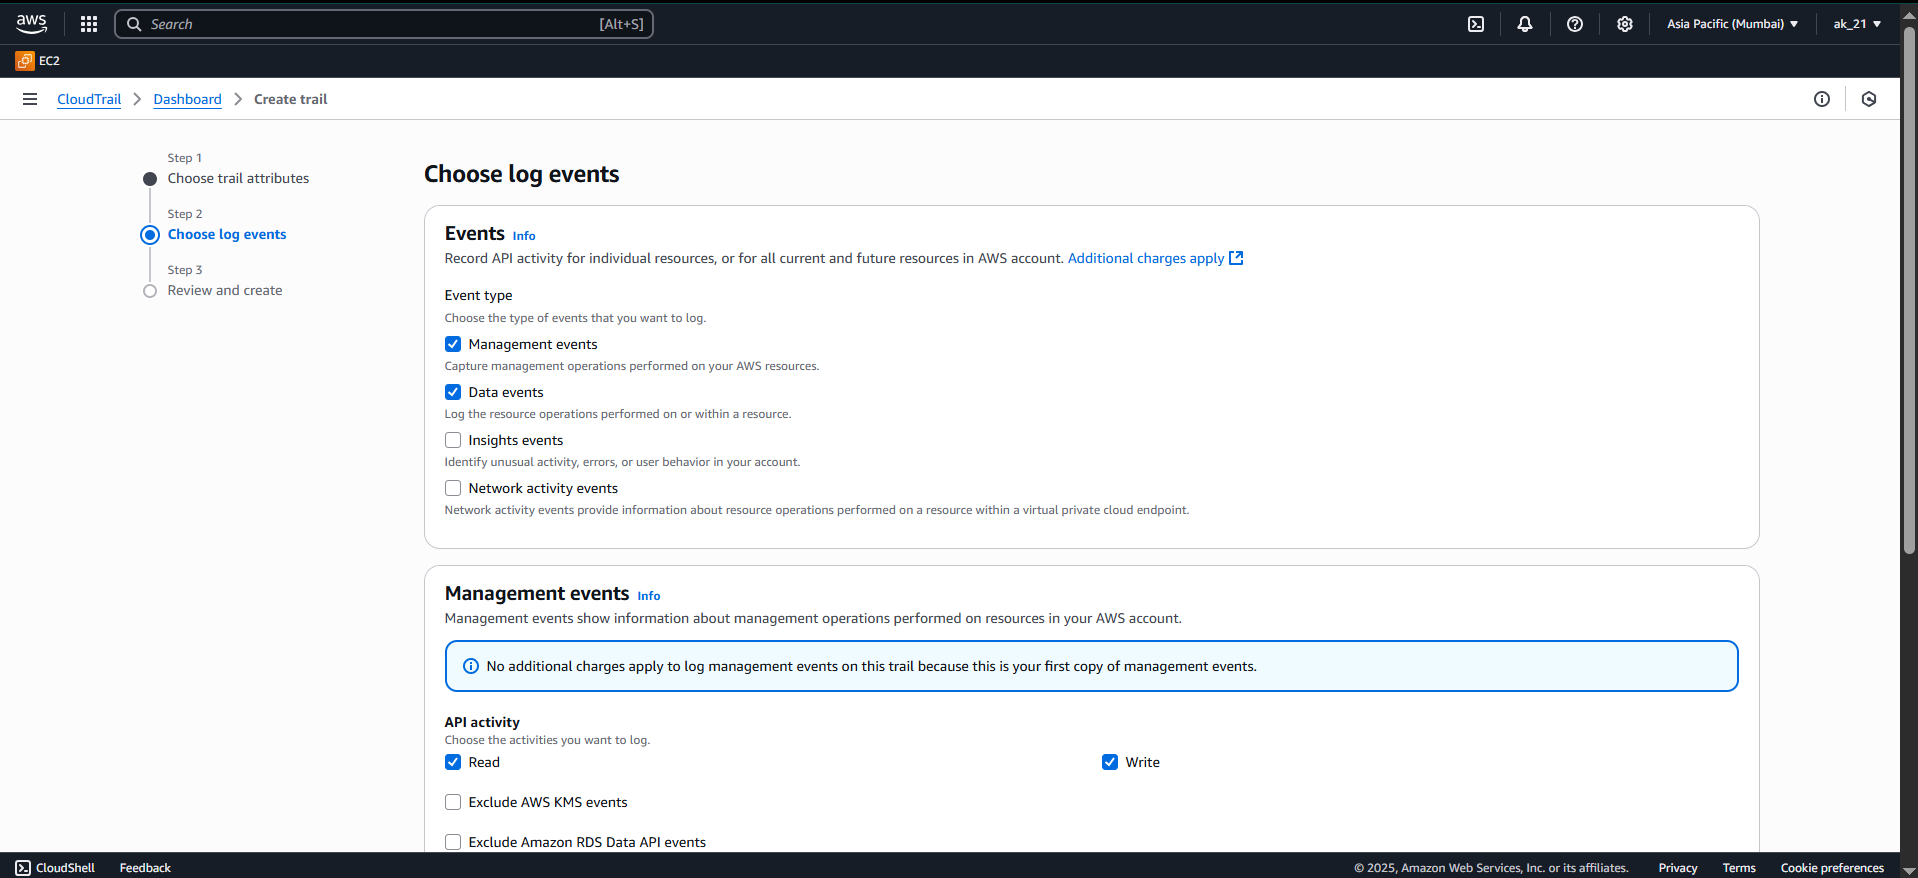 aws
Search [Alt+S]
Asia Pacific (Mumbai) ▼
ak_21 ▼
EC2
CloudTrail > Dashboard > Create trail
Step 1
Choose trail attributes
Step 2
Choose log events
Step 3
Review and create
Choose log events
Events Info
Record API activity for individual resources, or for all current and future resources in AWS account. Additional charges apply
Event type
Choose the type of events that you want to log.
Management events
Capture management operations performed on your AWS resources.
Data events
Log the resource operations performed on or within a resource.
Insights events
Identify unusual activity, errors, or user behavior in your account.
Network activity events
Network activity events provide information about resource operations performed on a resource within a virtual private cloud endpoint.
Management events Info
Management events show information about management operations performed on resources in your AWS account.
No additional charges apply to log management events on this trail because this is your first copy of management events.
API activity
Choose the activities you want to log.
Read
Write
Exclude AWS KMS events
Exclude Amazon RDS Data API events
CloudShell Feedback © 2025, Amazon Web Services, Inc. or its affiliates. Privacy Terms Cookie preferences